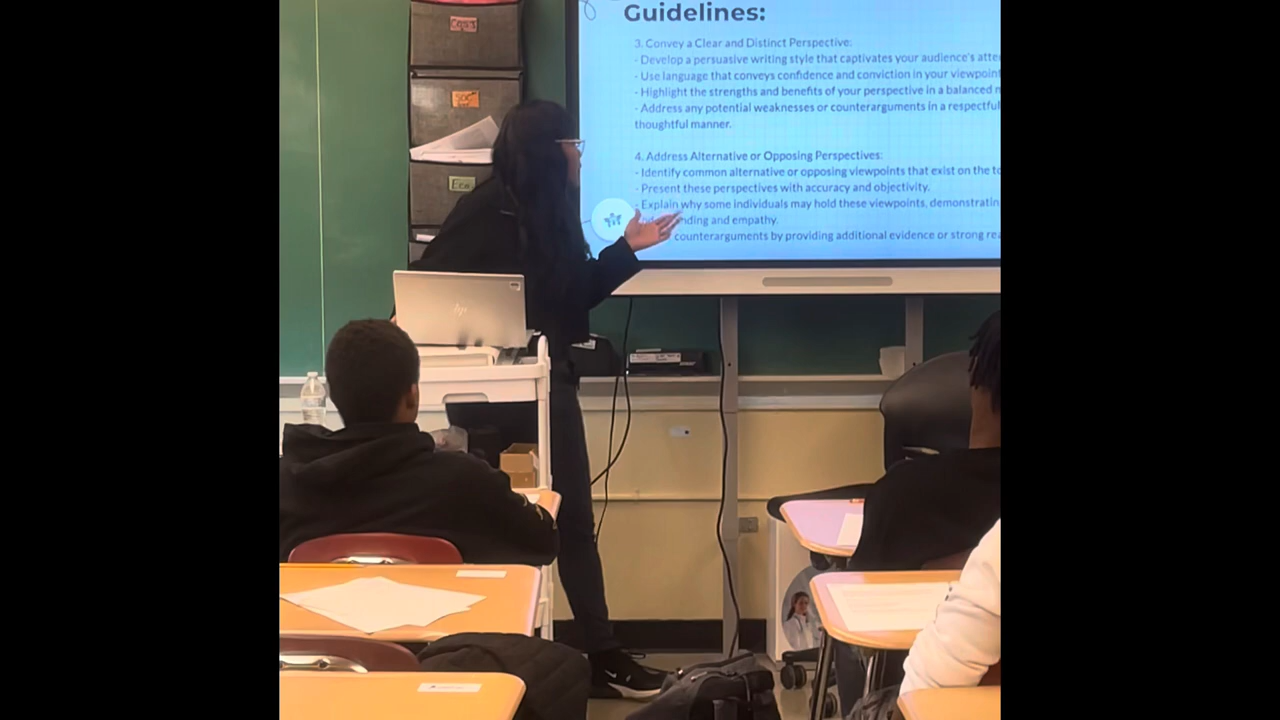 Guidelines:
3. Convey a Clear and Distinct Perspective:
- Develop a persuasive writing style that captivates your audience's atte
- Use language that conveys confidence and conviction in your viewpoint
- Highlight the strengths and benefits of your perspective in a balanced m
- Address any potential weaknesses or counterarguments in a respectful
thoughtful manner.
4. Address Alternative or Opposing Perspectives:
- Identify common alternative or opposing viewpoints that exist on the to
- Present these perspectives with accuracy and objectivity.
- Explain why some individuals may hold these viewpoints, demonstratin
nding and empathy.
counterarguments by providing additional evidence or strong rea
hp